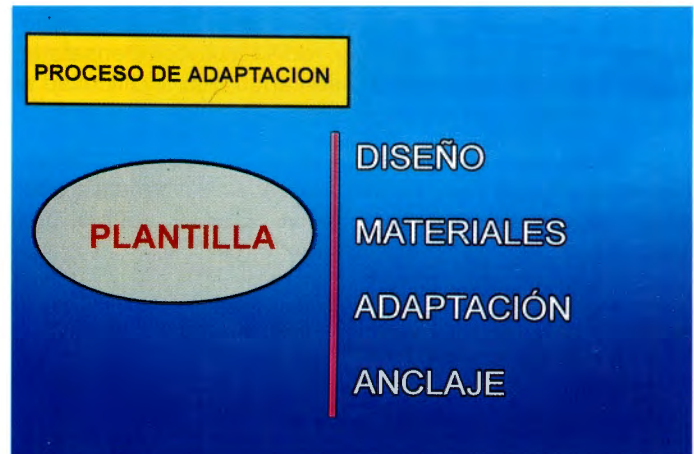 PROCESO DE ADAPTACION
PLANTILLA
DISEÑO
MATERIALES
ADAPTACIÓN
ANCLAJE